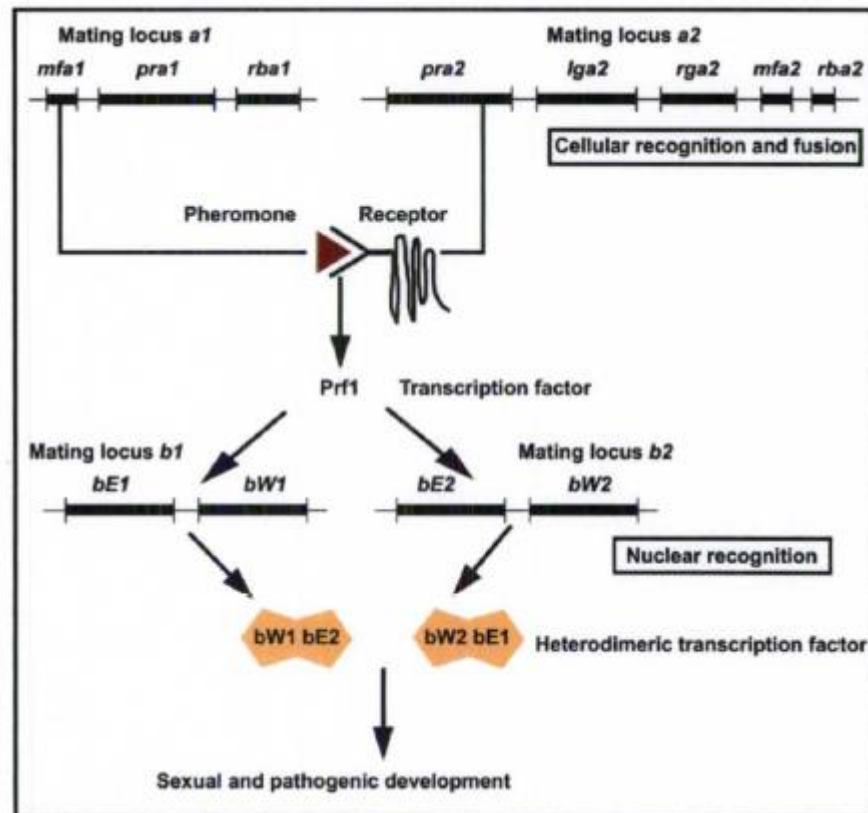 Mating locus a1
Mating locus a2
mfa1 pra1 rba1
pra2 lga2 rga2 mfa2 rba2
Cellular recognition and fusion
Pheromone Receptor
Prf1 Transcription factor
Mating locus b1
Mating locus b2
bE1 bW1
bE2 bW2
Nuclear recognition
bW1 bE2
bW2 bE1
Heterodimeric transcription factor
Sexual and pathogenic development